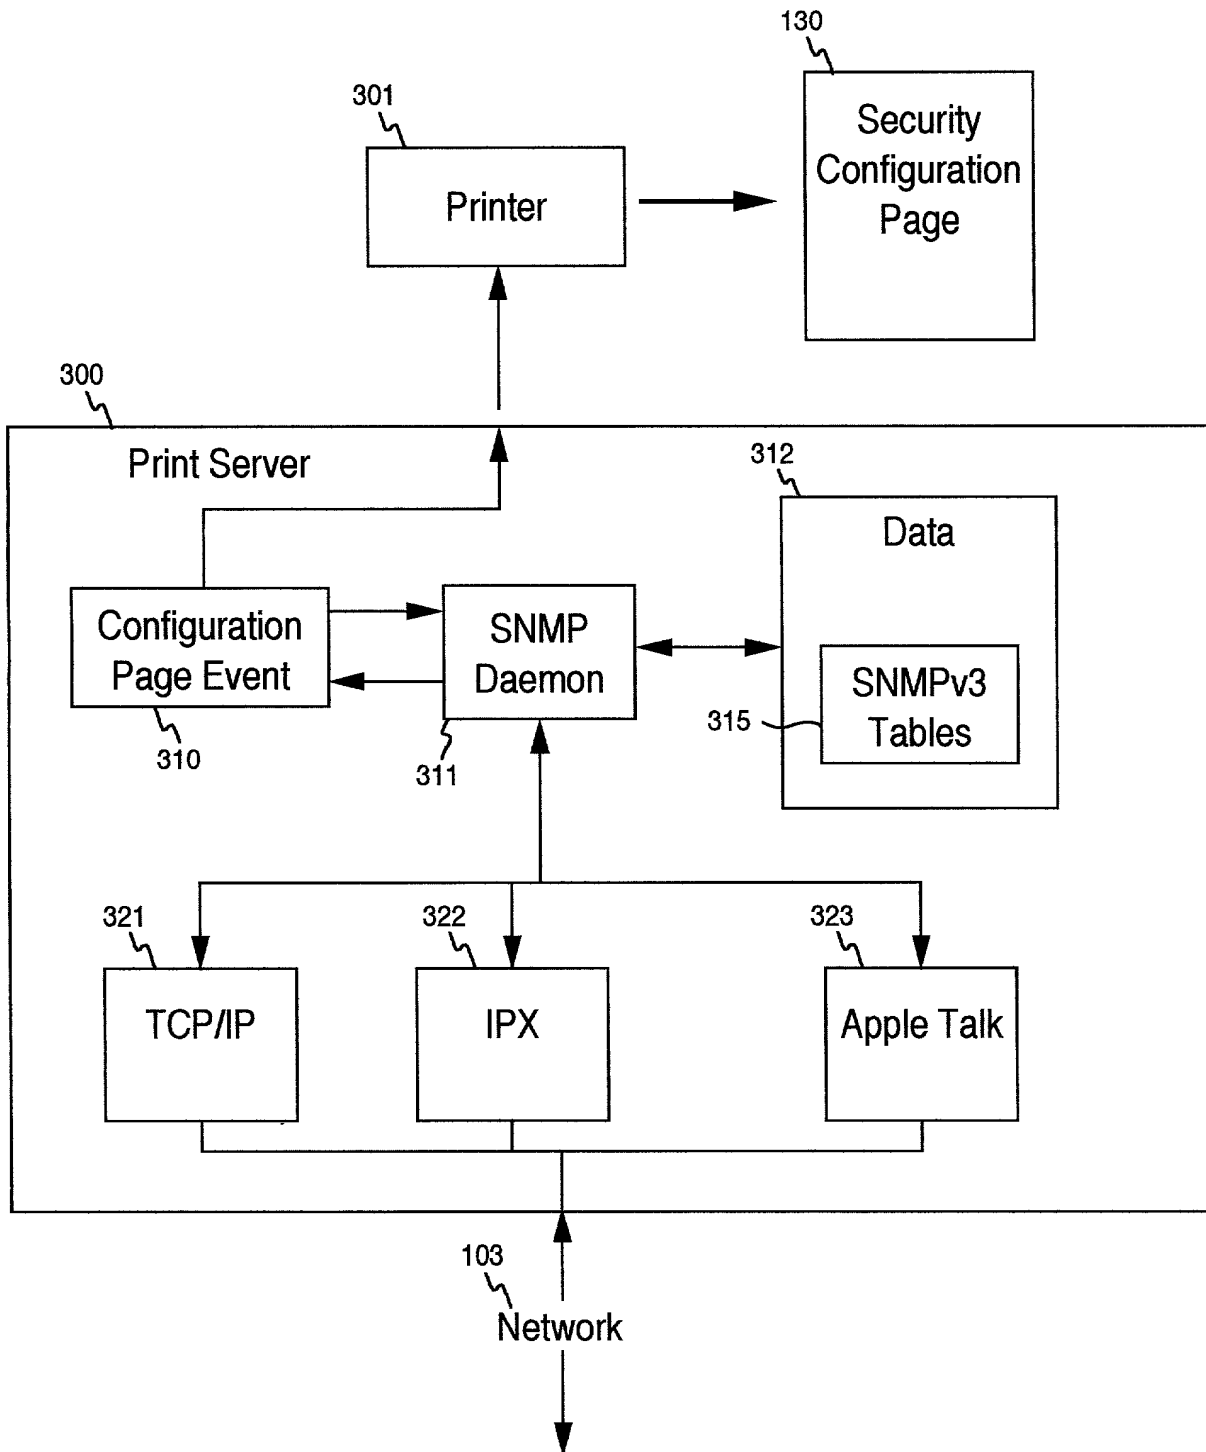 130
Security
Configuration
Page
301
Printer
300
Print Server
312
Data
Configuration
Page Event
310
SNMP
Daemon
311
SNMPv3
Tables
315
321
TCP/IP
322
IPX
323
Apple Talk
103
Network